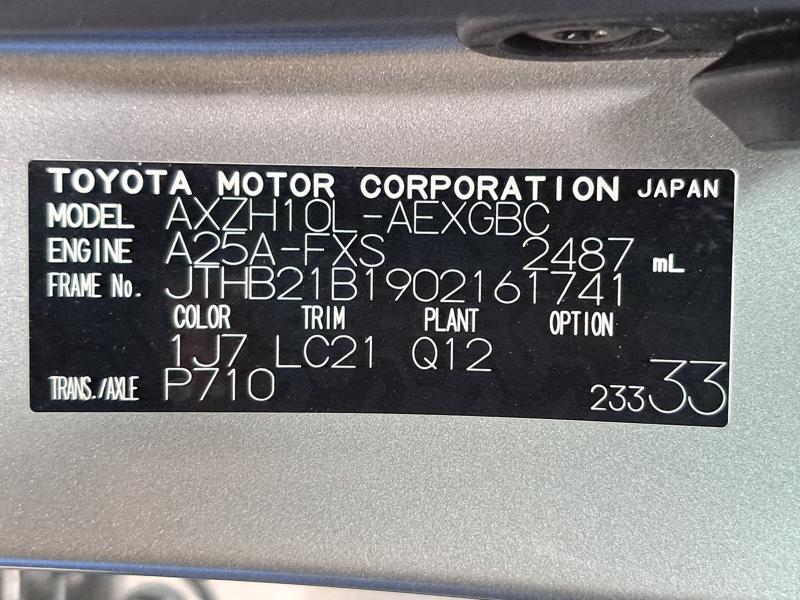 TOYOTA MOTOR CORPORATION JAPAN
MODEL AXZH10L-AEXGBC
ENGINE A25A-FXS 2487 mL
FRAME No. JTHB21B1902161741
COLOR TRIM PLANT OPTION
1J7 LC21 Q12
TRANS./AXLE P710 23333